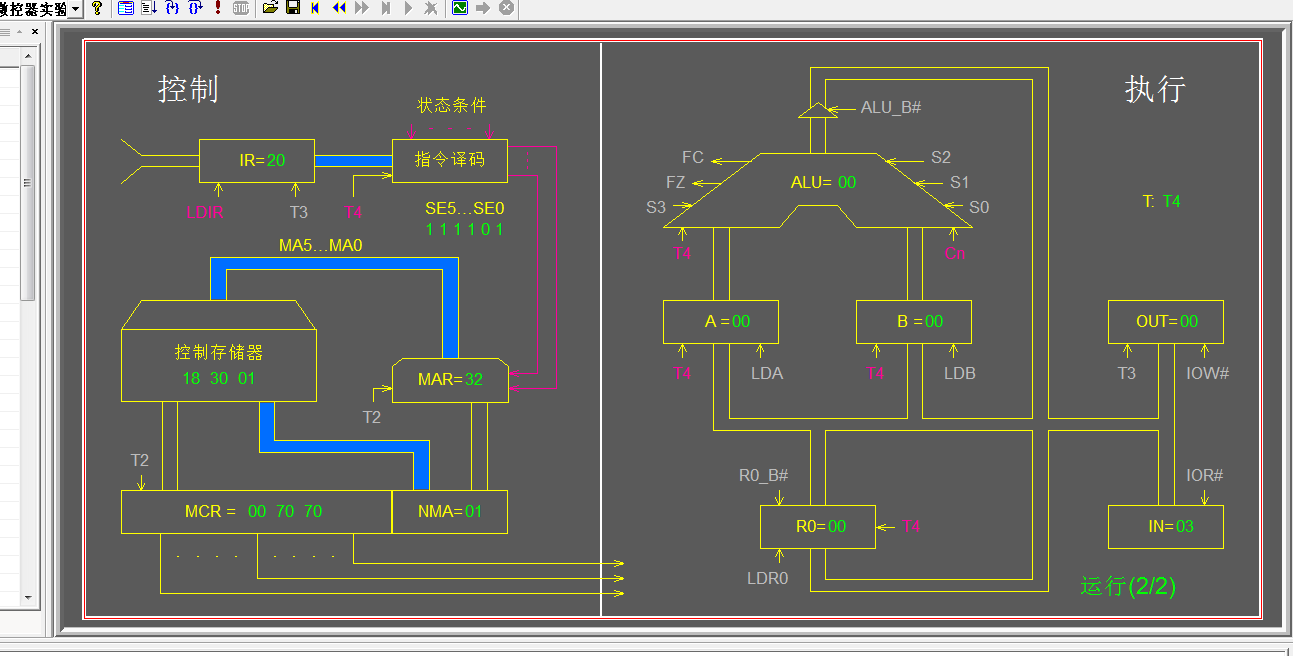 微控器实验
STOP
控制
状态条件
IR=20
指令译码
LDIR
T3
T4
SE5...SE0
1 1 1 1 0 1
MA5...MA0
控制存储器
18 30 01
MAR=32
T2
T2
MCR = 00 70 70
NMA=01
执行
ALU_B#
FC
S2
FZ
ALU= 00
S1
S3
S0
T4
Cn
T: T4
A =00
B =00
OUT=00
T4
LDA
T4
LDB
T3
IOW#
R0_B#
IOR#
R0=00
T4
IN=03
LDR0
运行(2/2)